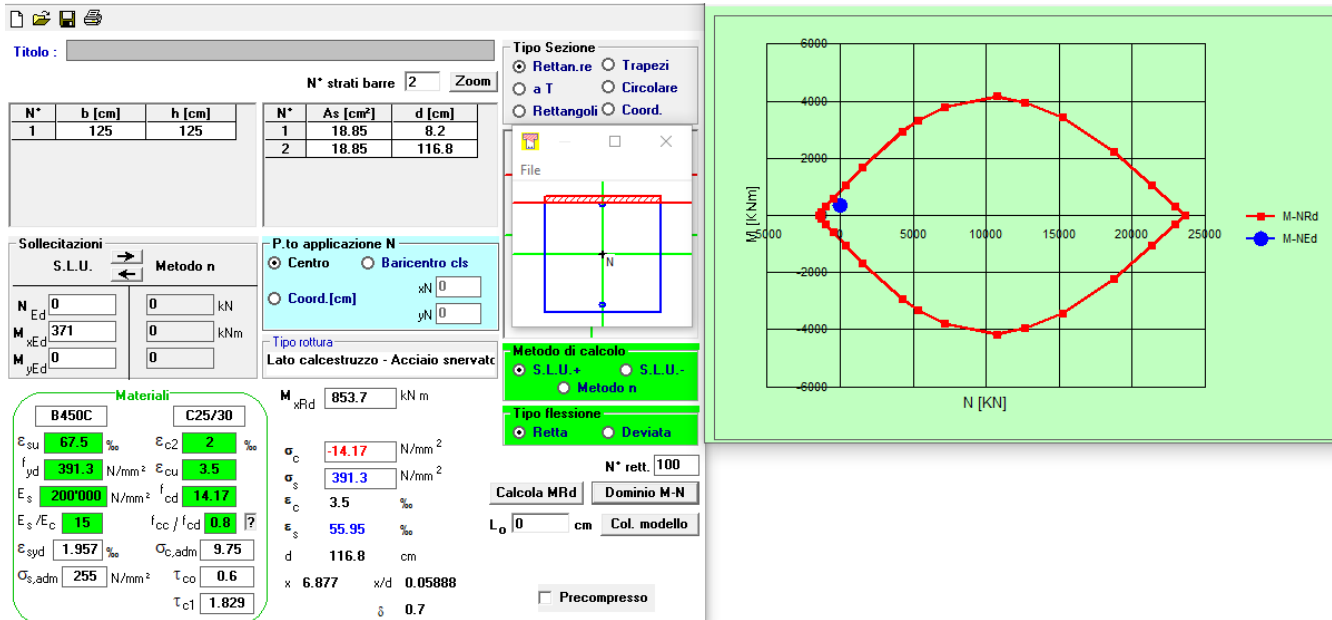 Titolo :
N° strati barre 2 Zoom
N° b [cm] h [cm]
1 125 125
N° As [cm²] d [cm]
1 18.85 8.2
2 18.85 116.8
Tipo Sezione
Rettan.re Trapezi
a T Circolare
Rettangoli Coord.
File
N
Sollecitazioni
S.L.U. Metodo n
N Ed 0 0 kN
M xEd 371 0 kNm
M yEd 0 0
P.to applicazione N
Centro Baricentro cls
Coord.[cm] xN 0
yN 0
Tipo rottura
Lato calcestruzzo - Acciaio snervato
Metodo di calcolo
S.L.U.+ S.L.U.-
Metodo n
Tipo flessione
Retta Deviata
N° rett. 100
Calcola MRd Dominio M-N
L₀ 0 cm Col. modello
Precompresso
Materiali
B450C C25/30
εsu 67.5 ‰ εc2 2 ‰
fyd 391.3 N/mm² εcu 3.5
Es 200'000 N/mm² fcd 14.17
Es/Ec 15 fcc / fcd 0.8 ?
εsyd 1.957 ‰ σc,adm 9.75
σs,adm 255 N/mm² τco 0.6
τc1 1.829
M xRd 853.7 kN m
σc -14.17 N/mm²
σs 391.3 N/mm²
εc 3.5 ‰
εs 55.95 ‰
d 116.8 cm
x 6.877 x/d 0.05888
δ 0.7
6000
4000
2000
-5000 0 5000 10000 15000 20000 25000
-2000
-4000
-6000
M [KNm]
N [KN]
M-NRd
M-NEd